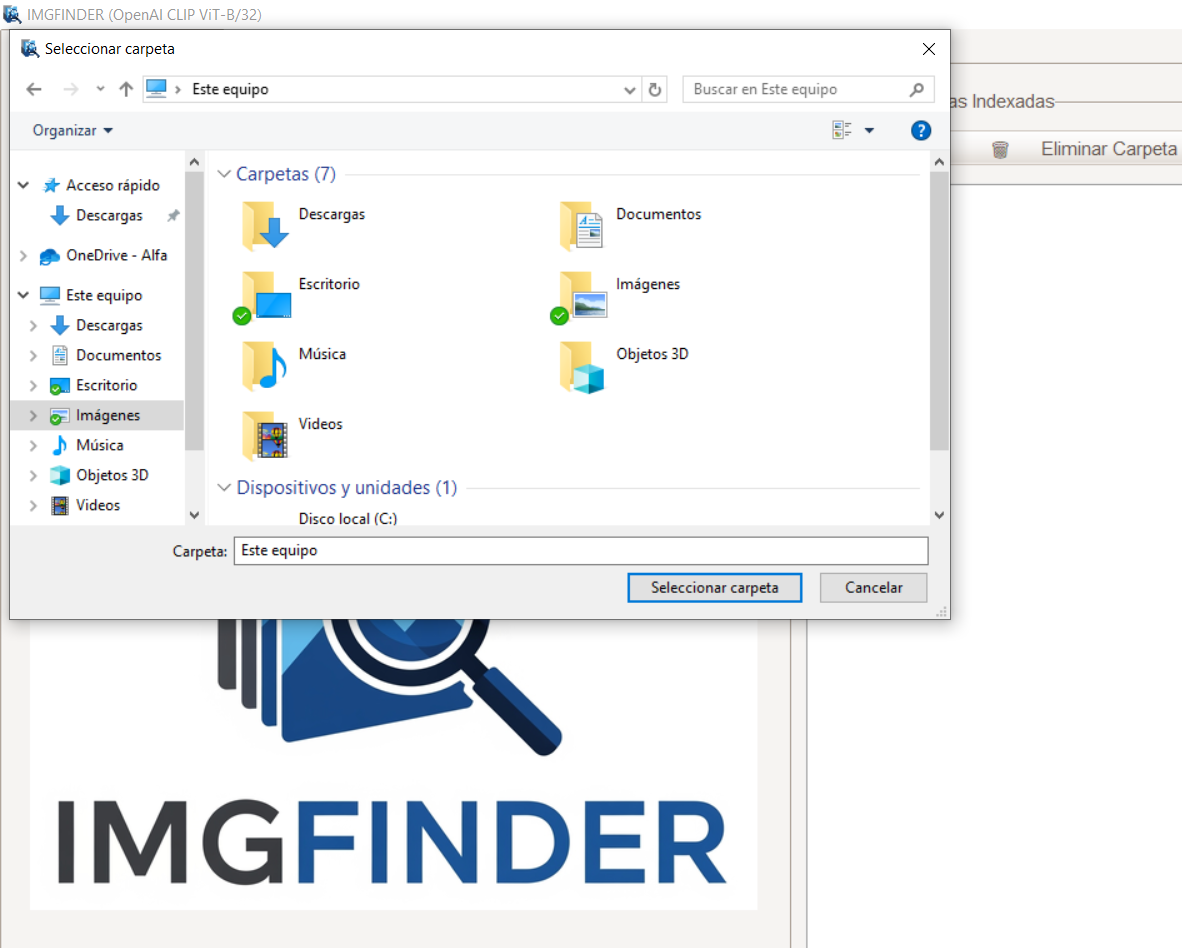 IMGFINDER (OpenAI CLIP ViT-B/32)
Seleccionar carpeta
Este equipo
Buscar en Este equipo
as Indexadas
Organizar
?
Eliminar Carpeta
Acceso rápido
Descargas
OneDrive - Alfa
Este equipo
Descargas
Documentos
Escritorio
Imágenes
Música
Objetos 3D
Videos
Carpetas (7)
Descargas
Documentos
Escritorio
Imágenes
Música
Objetos 3D
Videos
Dispositivos y unidades (1)
Disco local (C:)
Carpeta: Este equipo
Seleccionar carpeta
Cancelar
IMGFINDER